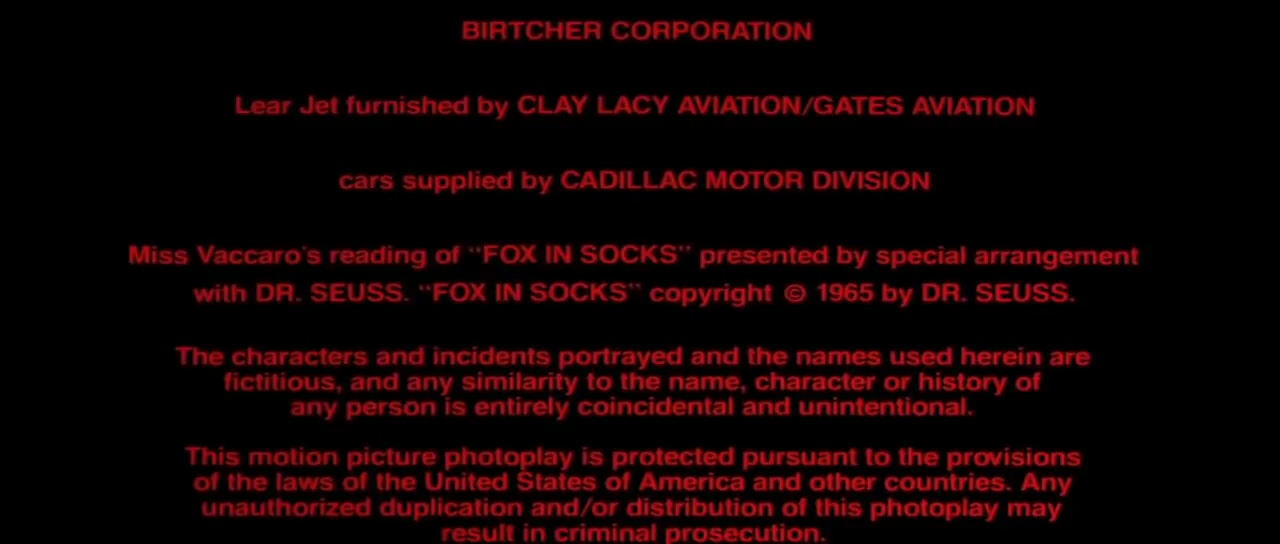 BIRTCHER CORPORATION
Lear Jet furnished by CLAY LACY AVIATION/GATES AVIATION
cars supplied by CADILLAC MOTOR DIVISION
Miss Vaccaro's reading of "FOX IN SOCKS" presented by special arrangement
with DR. SEUSS. "FOX IN SOCKS" copyright © 1965 by DR. SEUSS.
The characters and incidents portrayed and the names used herein are
fictitious, and any similarity to the name, character or history of
any person is entirely coincidental and unintentional.
This motion picture photoplay is protected pursuant to the provisions
of the laws of the United States of America and other countries. Any
unauthorized duplication and/or distribution of this photoplay may
result in criminal prosecution.